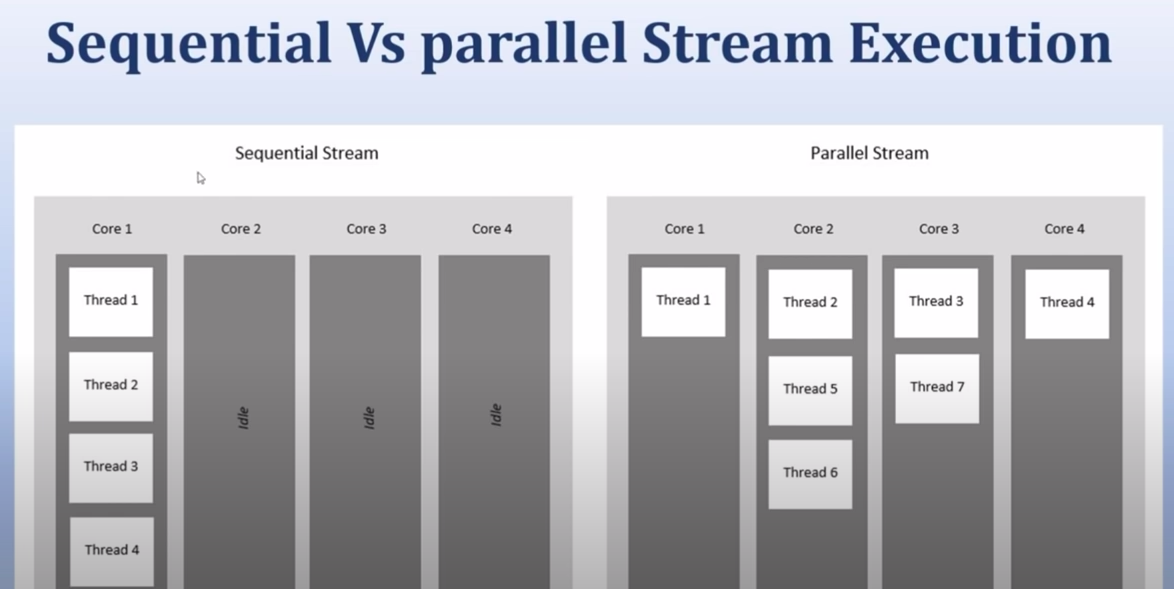 Sequential Vs parallel Stream Execution
Sequential Stream
Core 1
Core 2
Core 3
Core 4
Thread 1
Thread 2
Thread 3
Thread 4
Idle
Idle
Idle
Parallel Stream
Core 1
Core 2
Core 3
Core 4
Thread 1
Thread 2
Thread 5
Thread 6
Thread 3
Thread 7
Thread 4